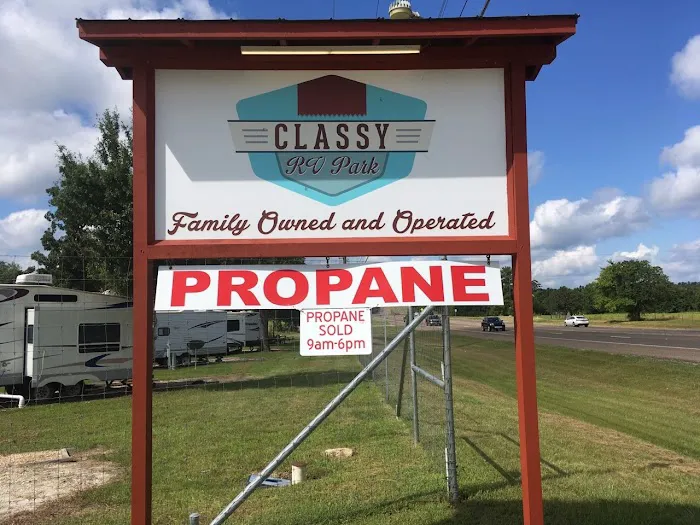 CLASSY
RV Park
Family Owned and Operated
PROPANE
PROPANE
SOLD
9am-6pm